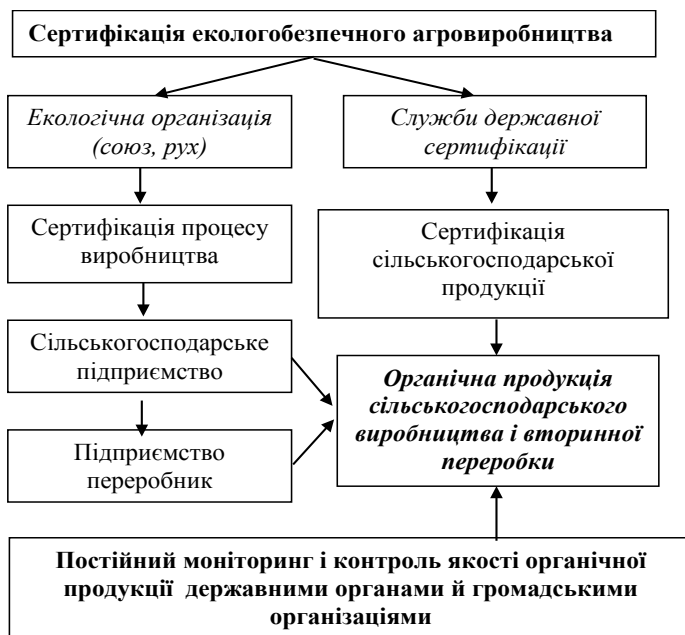 Сертифікація екологобезпечного агровиробництва
Екологічна організація
(союз, рух)
Служби державної
сертифікації
Сертифікація процесу
виробництва
Сертифікація
сільськогосподарської
продукції
Сільськогосподарське
підприємство
Органічна продукція
сільськогосподарського
виробництва і вторинної
переробки
Підприємство
переробник
Постійний моніторинг і контроль якості органічної
продукції державними органами й громадськими
організаціями